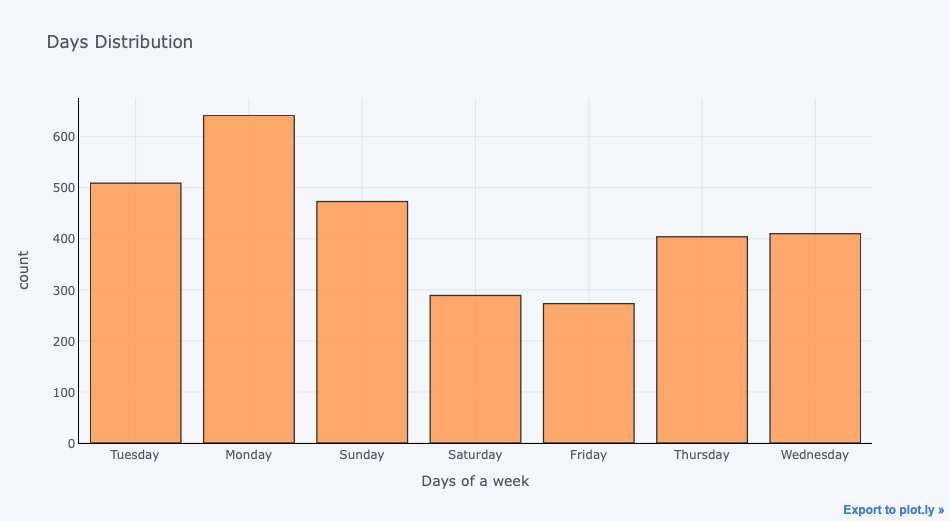 Days Distribution
600
500
400
300
200
100
0
count
Tuesday Monday Sunday Saturday Friday Thursday Wednesday
Days of a week
Export to plot.ly »